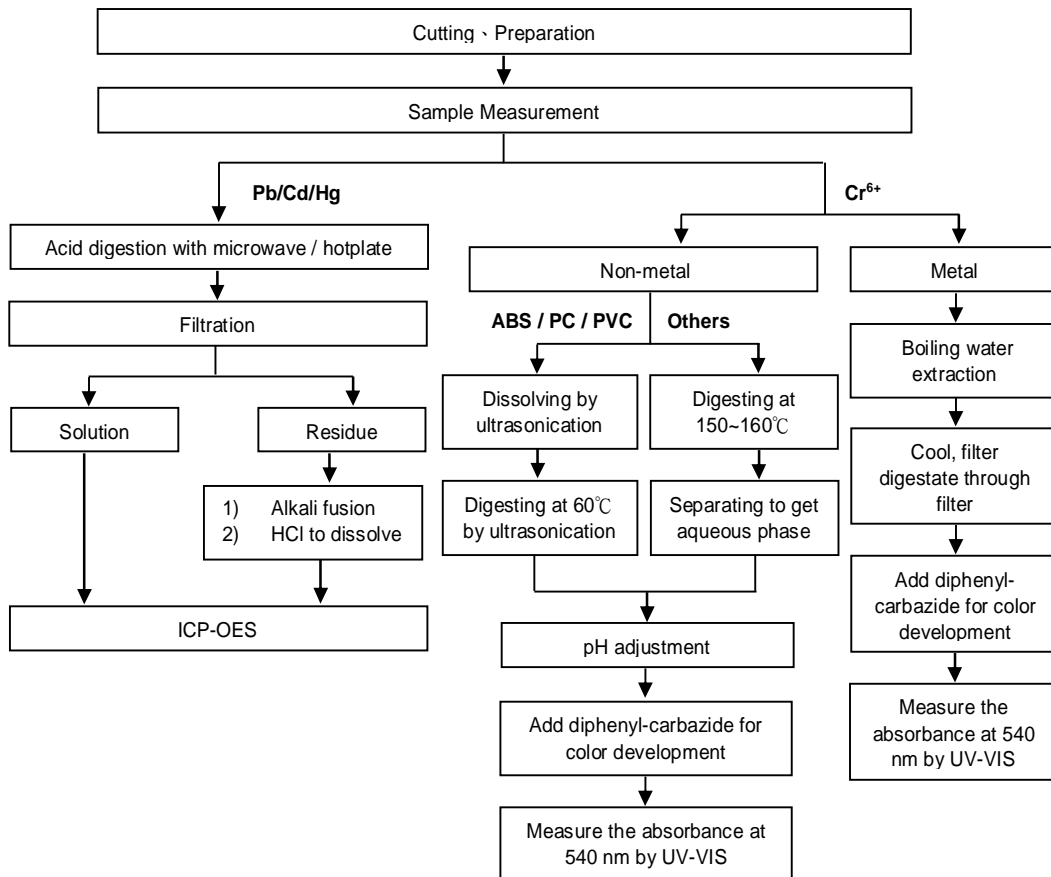 Cutting、Preparation
Sample Measurement
Pb/Cd/Hg
Cr⁶⁺
Acid digestion with microwave / hotplate
Filtration
Solution
Residue
1) Alkali fusion
2) HCl to dissolve
ICP-OES
Non-metal
ABS / PC / PVC
Others
Dissolving by
ultrasonication
Digesting at
150~160℃
Digesting at 60℃
by ultrasonication
Separating to get
aqueous phase
pH adjustment
Add diphenyl-carbazide for
color development
Measure the absorbance at
540 nm by UV-VIS
Metal
Boiling water
extraction
Cool, filter
digestate through
filter
Add diphenyl-
carbazide for color
development
Measure the
absorbance at 540
nm by UV-VIS